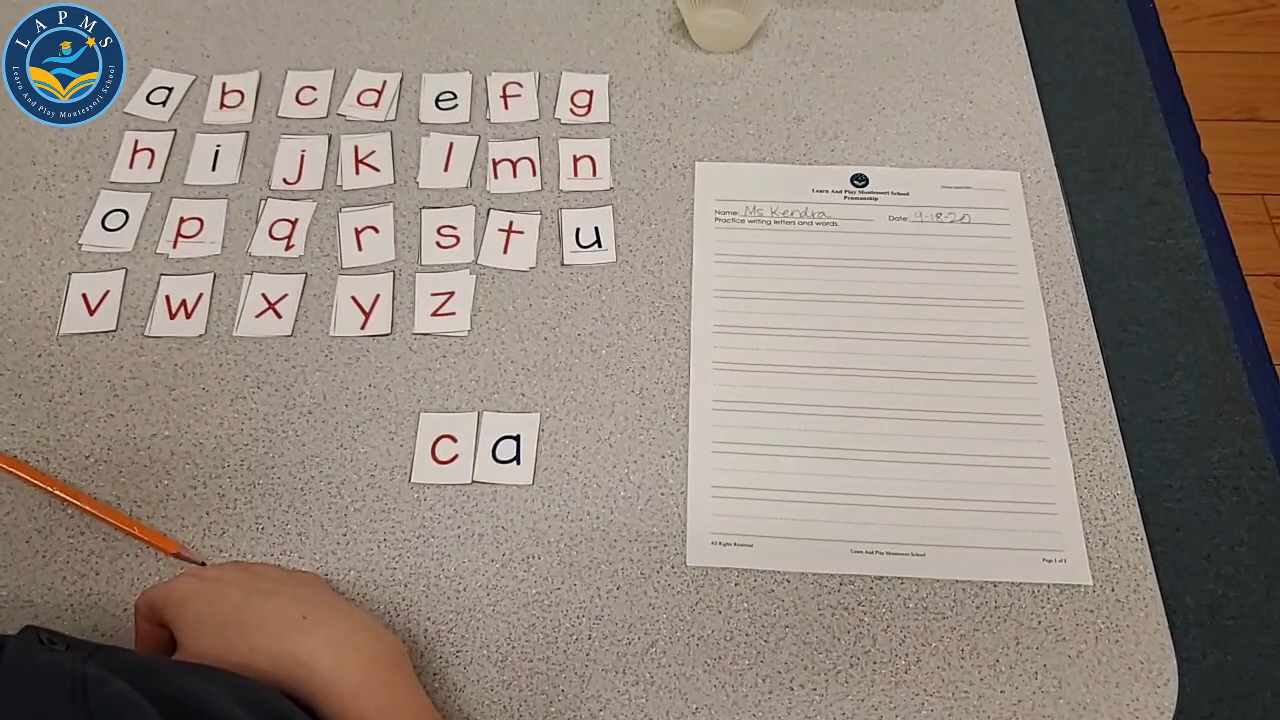 LAPMS
Learn And Play Montessori School
a b c d e f g
h i j k l m n
o p q r s t u
v w x y z
c a
Learn And Play Montessori School
Penmanship
Name: Ms Kendra Date: 9-18-20
Practice writing letters and words.
All Rights Reserved Learn And Play Montessori School Page 1 of 1